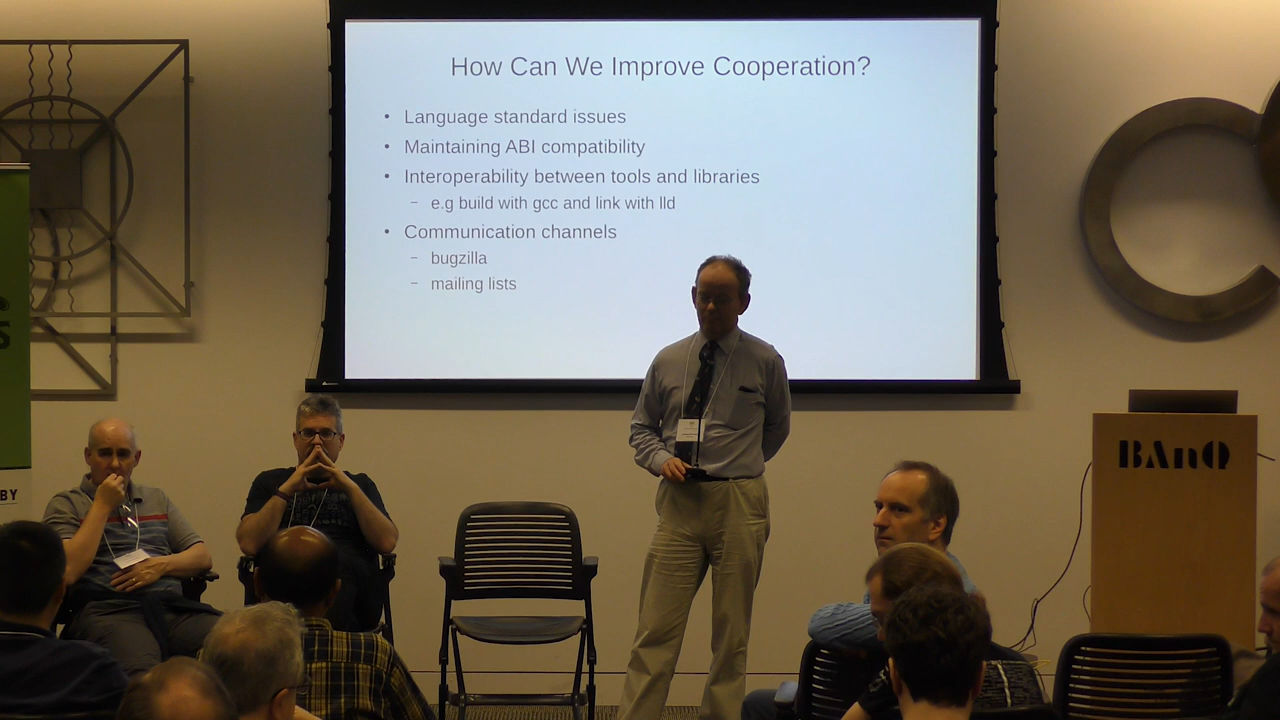 How Can We Improve Cooperation?
• Language standard issues
• Maintaining ABI compatibility
• Interoperability between tools and libraries
– e.g build with gcc and link with lld
• Communication channels
– bugzilla
– mailing lists
BAnQ
S
BY